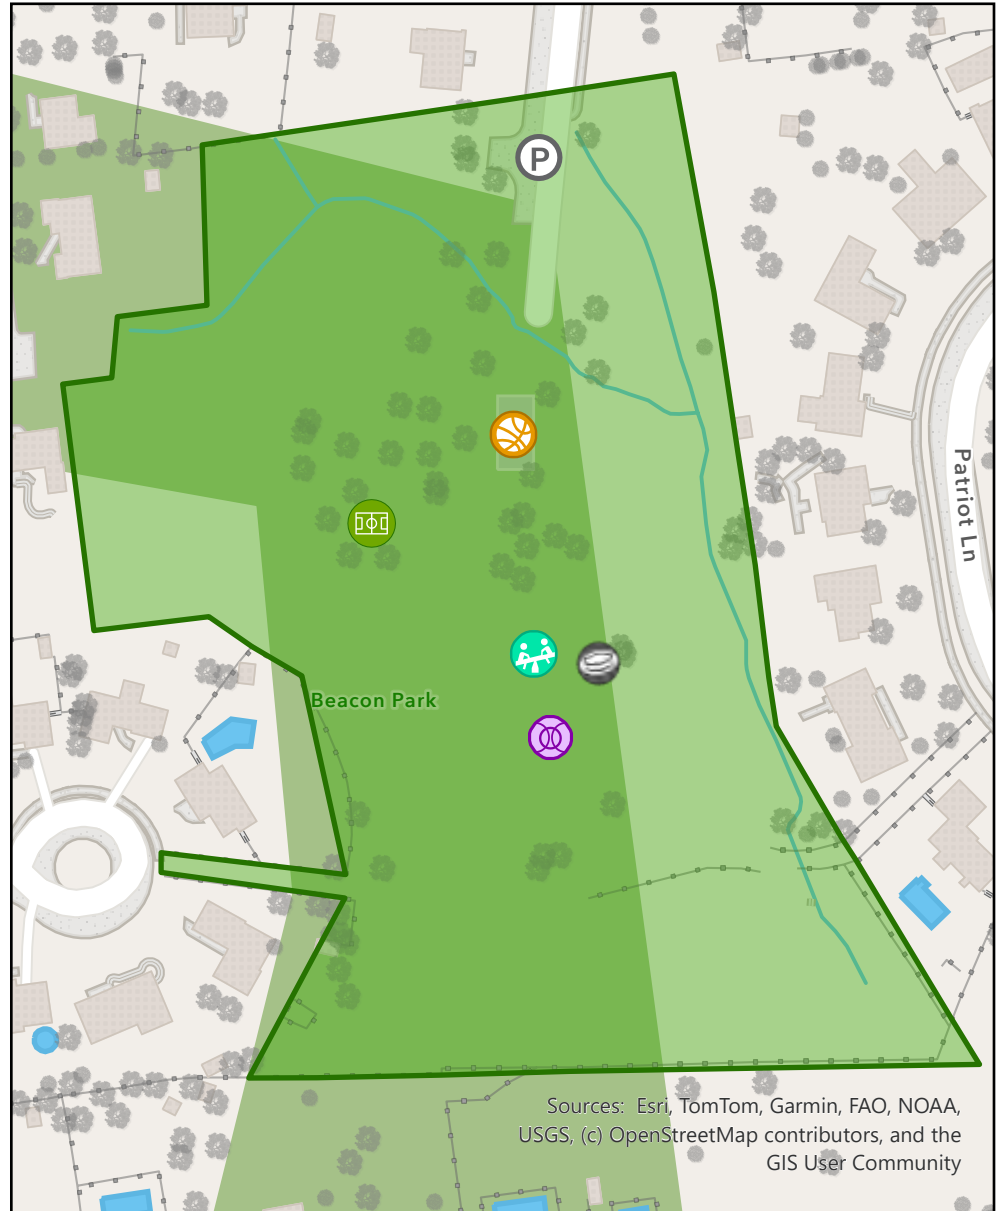 P
Patriot Ln
Beacon Park
Sources: Esri, TomTom, Garmin, FAO, NOAA,
USGS, (c) OpenStreetMap contributors, and the
GIS User Community